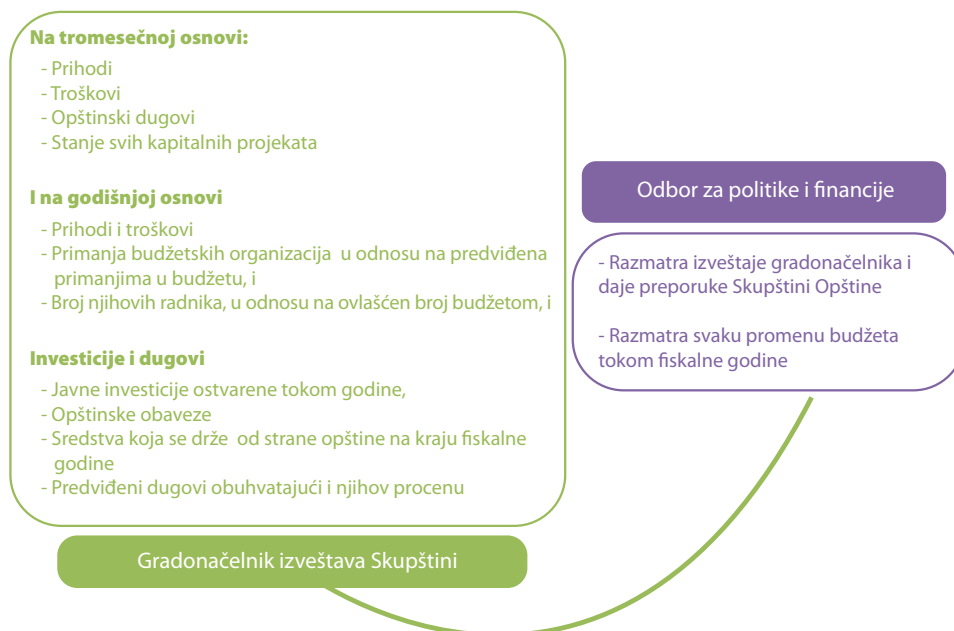 Na tromesečnoj osnovi:
- Prihodi
- Troškovi
- Opštinski dugovi
- Stanje svih kapitalnih projekata
I na godišnjoj osnovi
- Prihodi i troškovi
- Primanja budžetskih organizacija  u odnosu na predviđena
primanjima u budžetu, i
- Broj njihovih radnika, u odnosu na ovlašćen broj budžetom, i
Investicije i dugovi
- Javne investicije ostvarene tokom godine,
- Opštinske obaveze
- Sredstva koja se drže  od strane opštine na kraju fiskalne
godine
- Predviđeni dugovi obuhvatajući i njihov procenu
Gradonačelnik izveštava Skupštini
Odbor za politike i financije
- Razmatra izveštaje gradonačelnika i
daje preporuke Skupštini Opštine
- Razmatra svaku promenu budžeta
tokom fiskalne godine